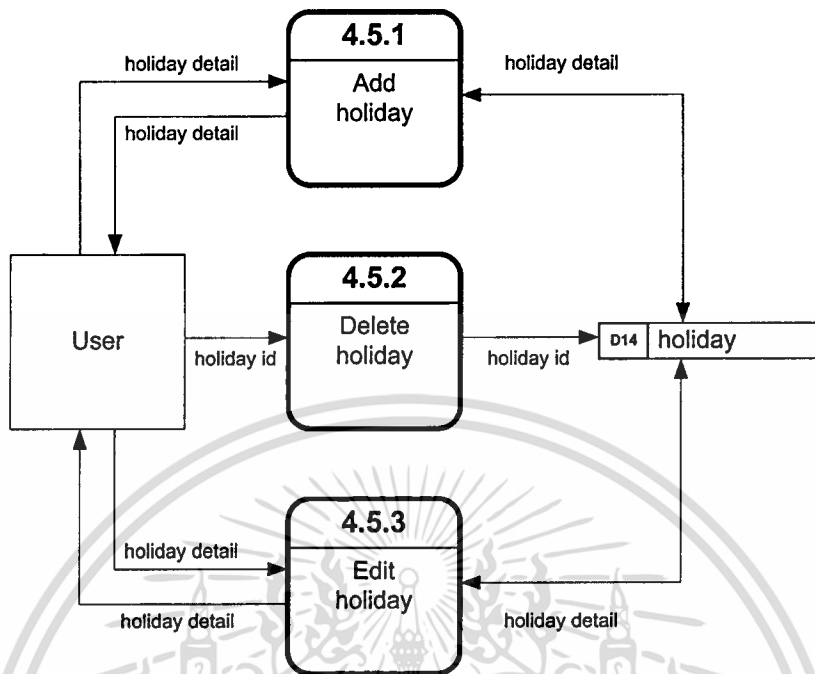 4.5.1
Add
holiday
holiday detail
holiday detail
holiday detail
User
4.5.2
Delete
holiday
holiday id
holiday id
D14 holiday
4.5.3
Edit
holiday
holiday detail
holiday detail
holiday detail